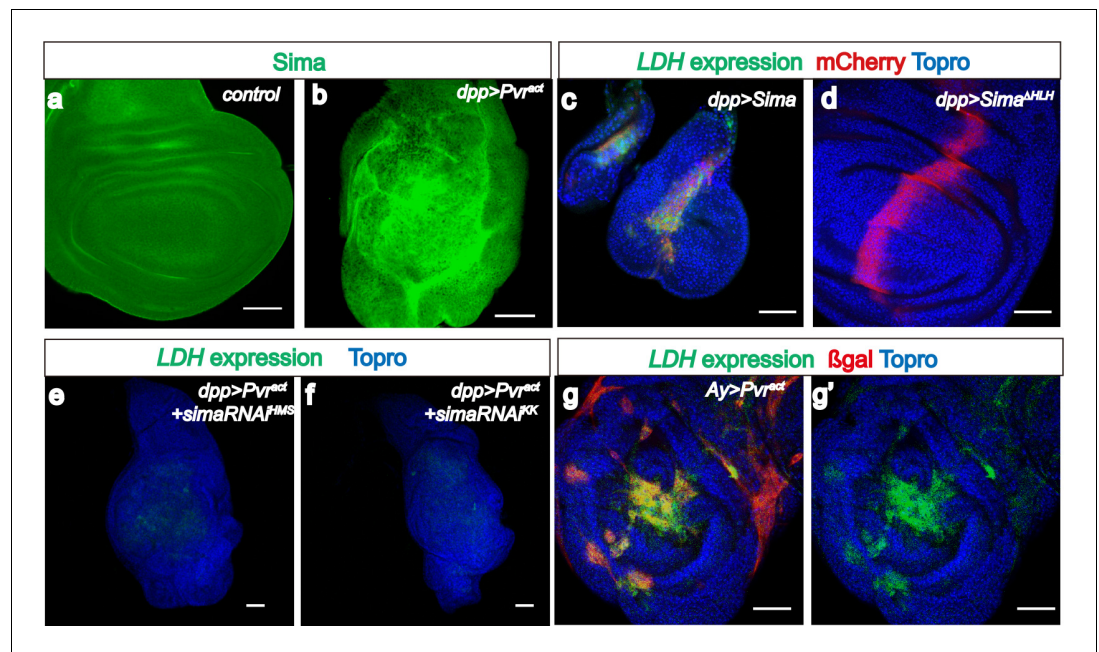 Sima
LDH expression mCherry Topro
a control
b dpp>Pvrᵃᶜᵗ
c dpp>Sima
d dpp>SimaΔHLH
LDH expression Topro
LDH expression ßgal Topro
e dpp>Pvrᵃᶜᵗ
+simaRNAiHMS
f dpp>Pvrᵃᶜᵗ
+simaRNAiKK
g Ay>Pvrᵃᶜᵗ
g'